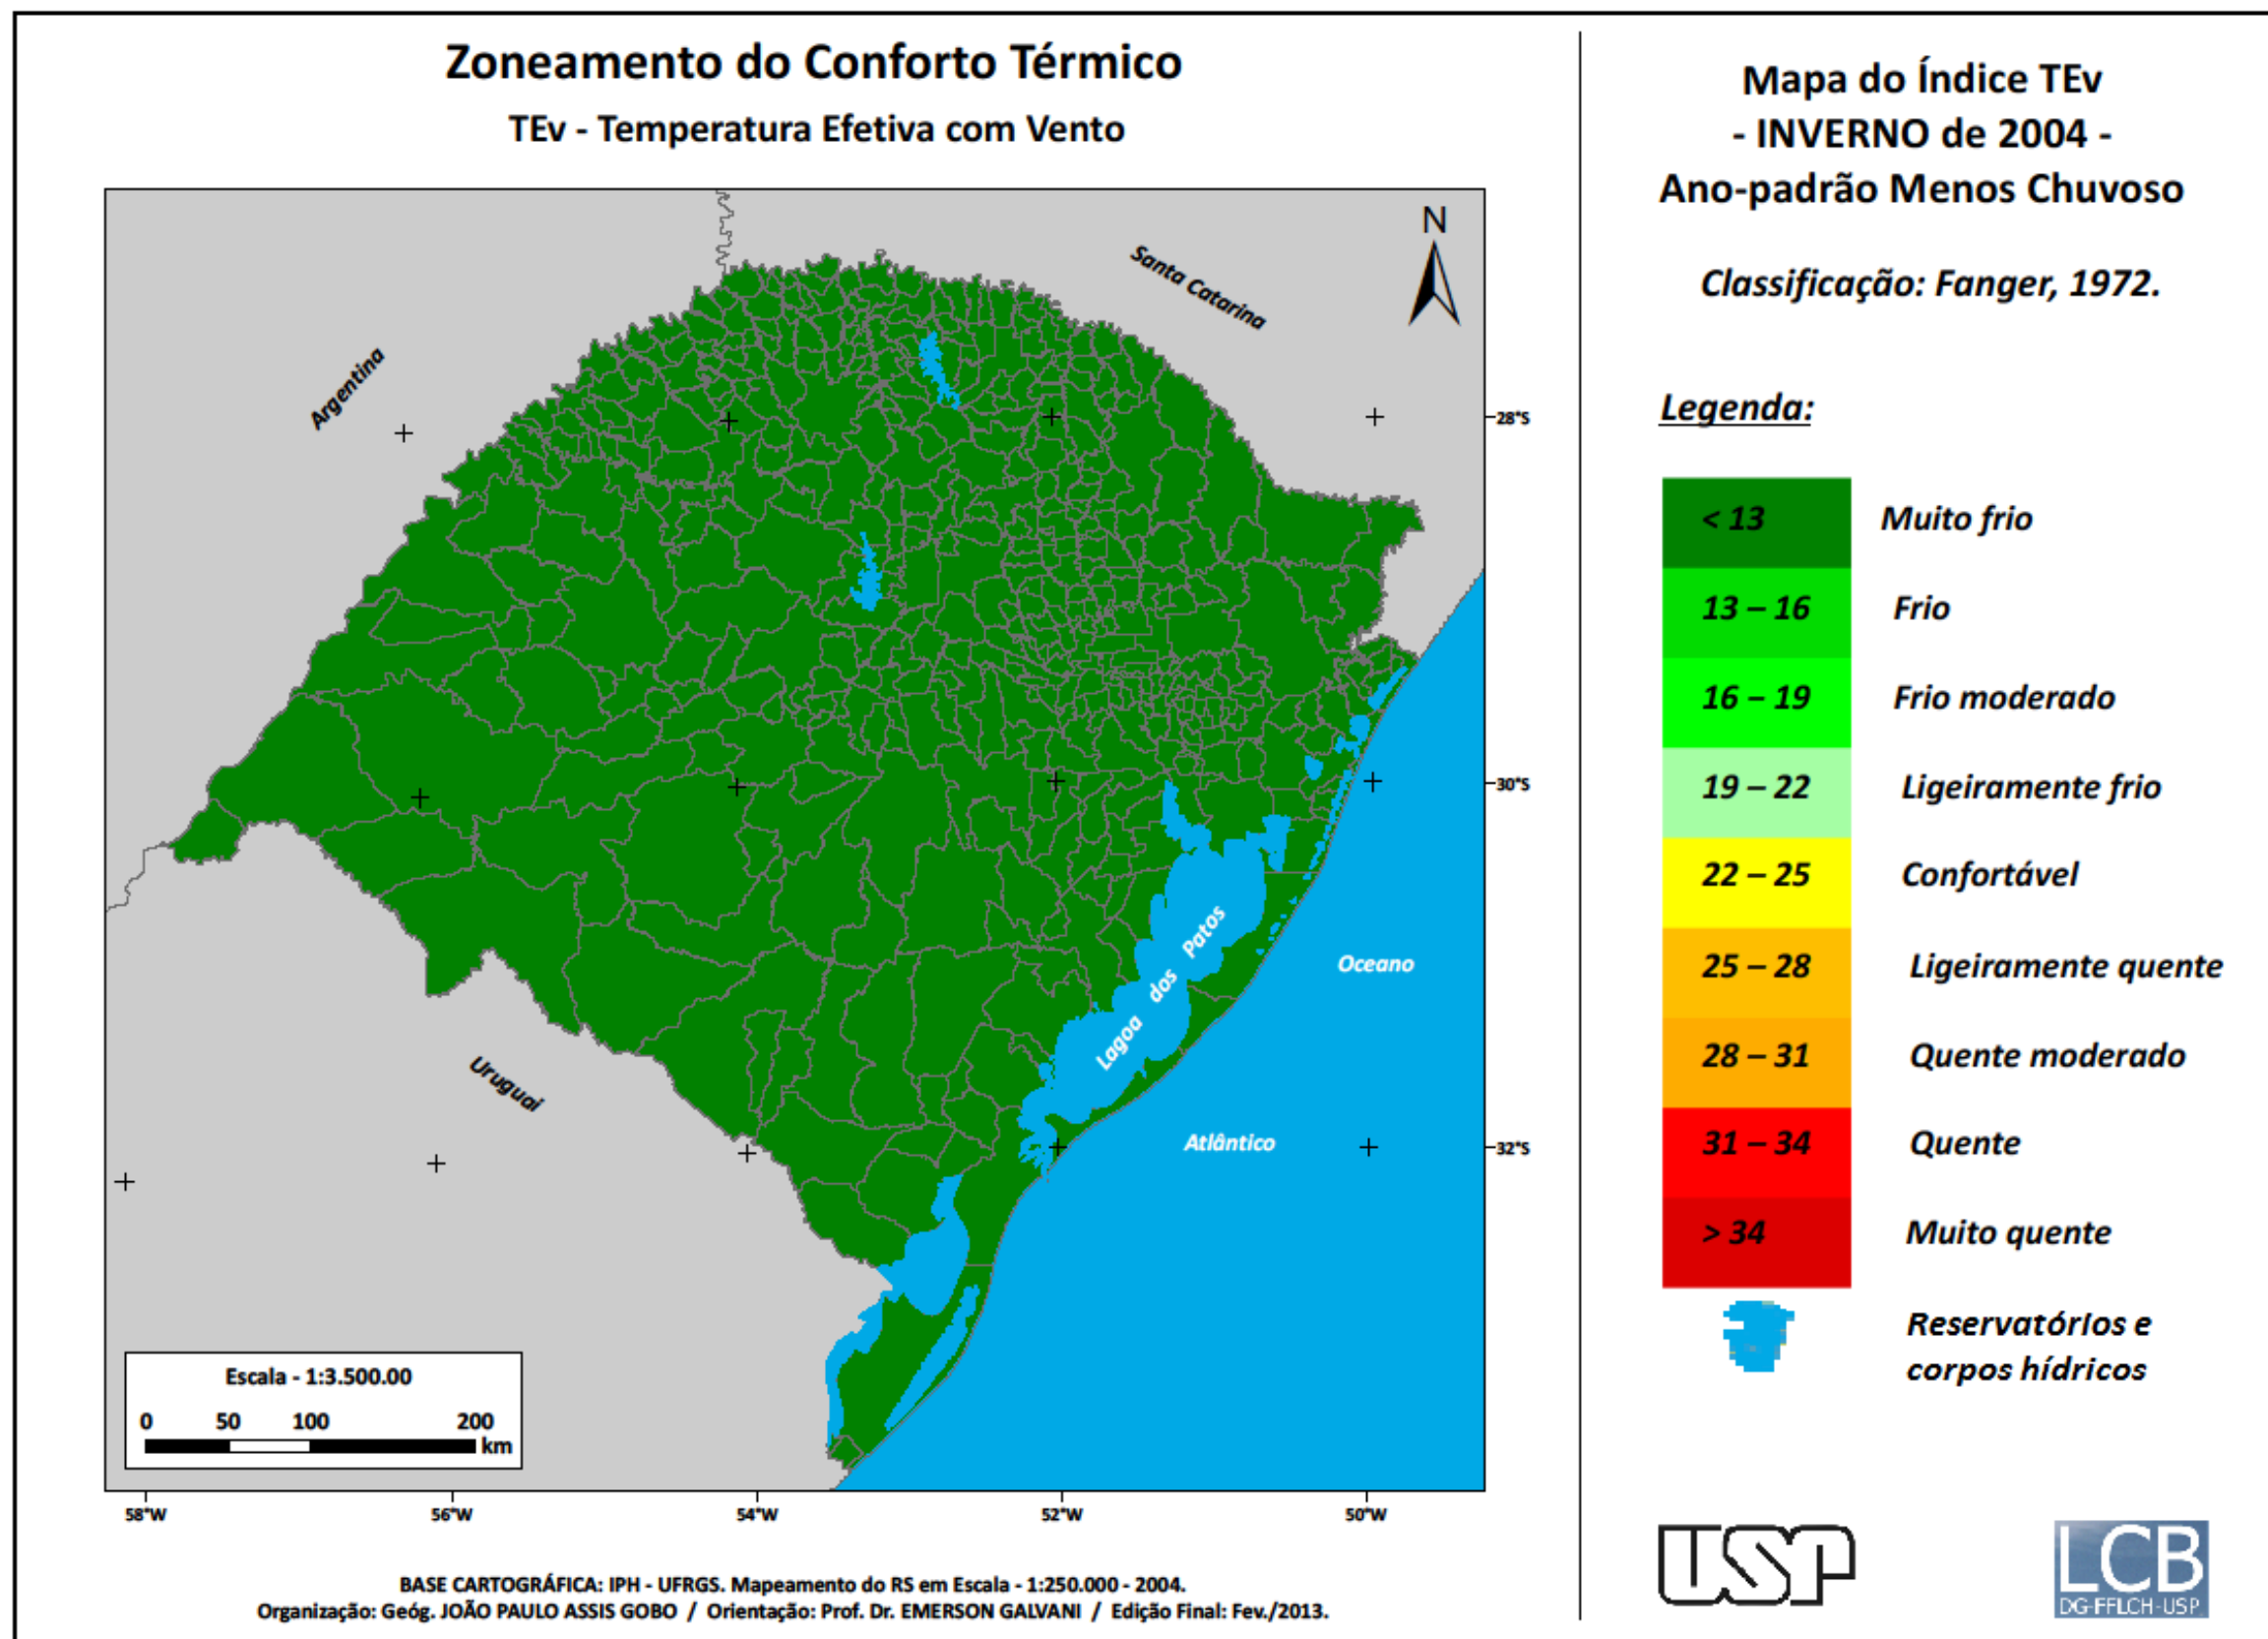 Zoneamento do Conforto Térmico
TEv - Temperatura Efetiva com Vento
N
Santa Catarina
Argentina
28°S
30°S
Lagoa dos Patos
Oceano
Uruguai
Atlântico
32°S
Escala - 1:3.500.00
0 50 100 200
km
58°W 56°W 54°W 52°W 50°W
BASE CARTOGRÁFICA: IPH - UFRGS. Mapeamento do RS em Escala - 1:250.000 - 2004.
Organização: Geóg. JOÃO PAULO ASSIS GOBO / Orientação: Prof. Dr. EMERSON GALVANI / Edição Final: Fev./2013.
Mapa do Índice TEv
- INVERNO de 2004 -
Ano-padrão Menos Chuvoso
Classificação: Fanger, 1972.
Legenda:
< 13 Muito frio
13 – 16 Frio
16 – 19 Frio moderado
19 – 22 Ligeiramente frio
22 – 25 Confortável
25 – 28 Ligeiramente quente
28 – 31 Quente moderado
31 – 34 Quente
> 34 Muito quente
Reservatórios e
corpos hídricos
USP
LCB
DG-FFLCH-USP